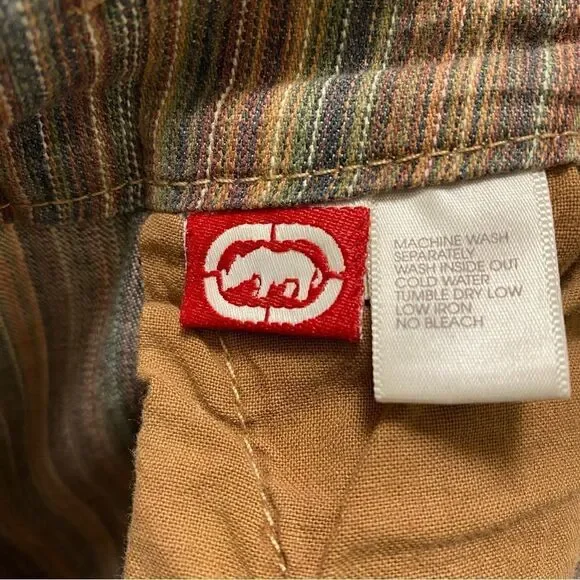 MACHINE WASH
SEPARATELY
WASH INSIDE OUT
COLD WATER
TUMBLE DRY LOW
LOW IRON
NO BLEACH